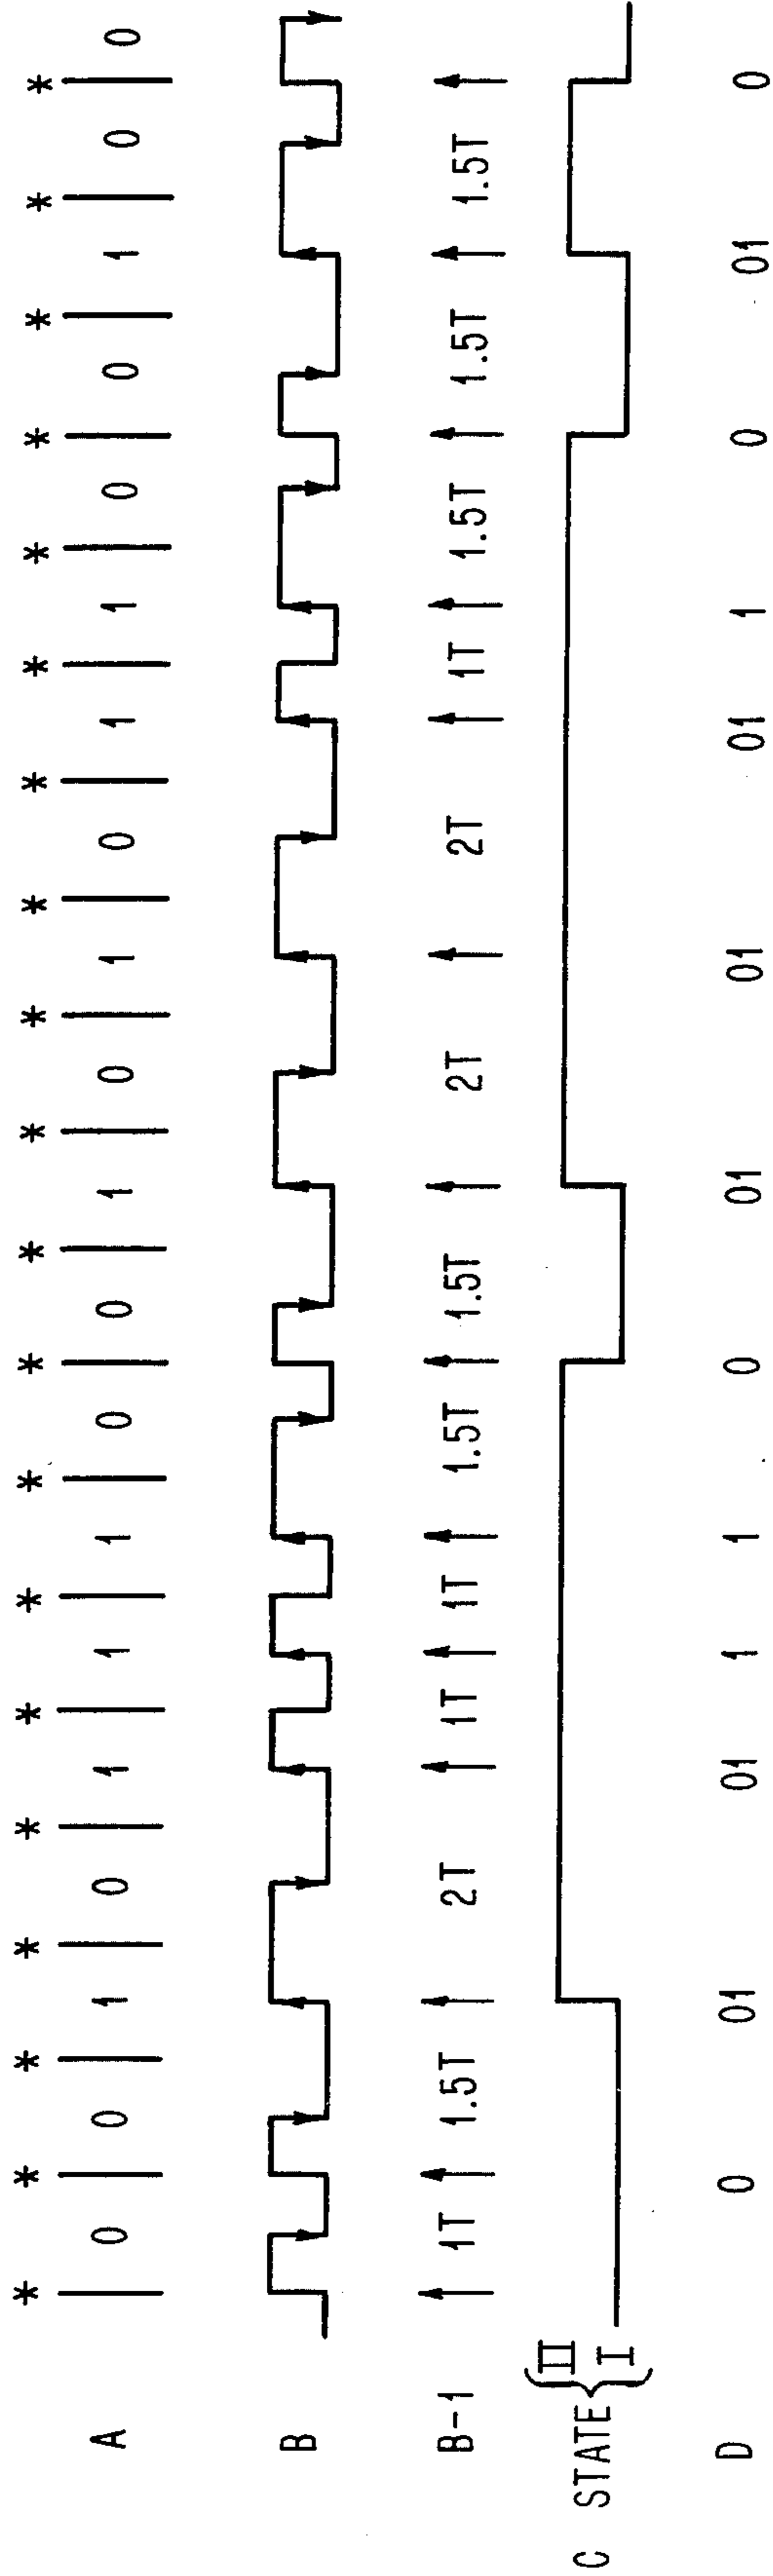 * * * * * * * * * * * * * * * * * * * *
A 0 0 1 0 1 1 1 0 0 1 0 1 0 1 1 0 0 1 0 0
B
B-1 1T 1.5T 2T 1T 1T 1.5T 1.5T 2T 2T 1T 1.5T 1.5T 1.5T
C STATE II
I
D 0 01 01 1 1 0 01 01 01 1 0 01 0